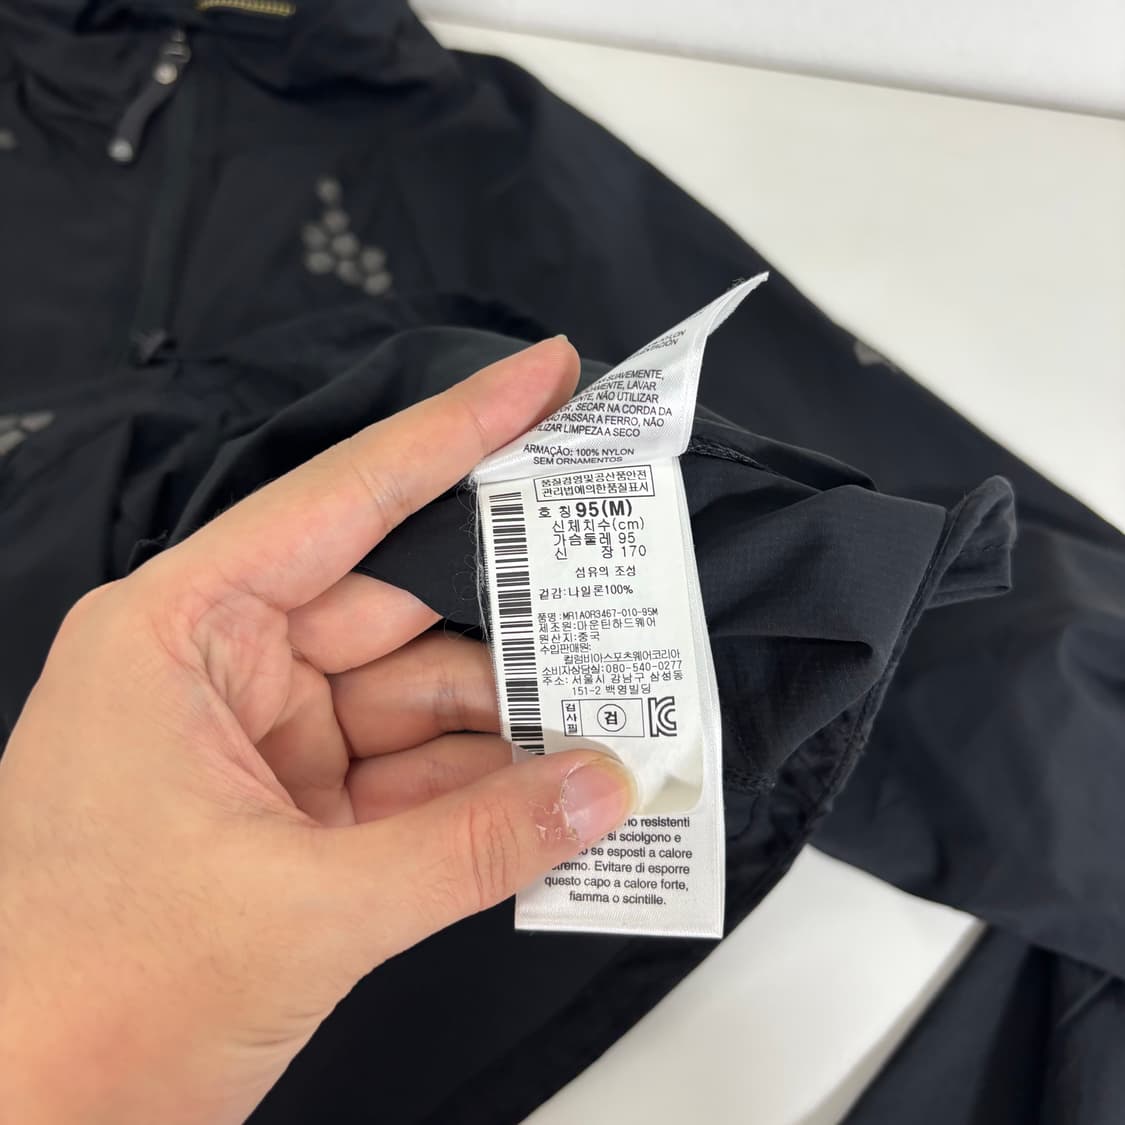 NYLON
SUAVEMENTE,
LAVAR
NÃO UTILIZAR
SECAR NA CORDA DA
PASSAR A FERRO, NÃO
LIMPEZA A SECO
ARMAÇÃO: 100% NYLON
SEM ORNAMENTOS
품질경영및공산품안전
관리법에의한품질표시
호 칭 95(M)
신체치수(cm)
가슴둘레 95
신 장 170
섬유의 조성
겉감:나일론100%
품명:MR1A0R3467-010-95M
제조원:마운틴하드웨어
원산지:중국
수입판매원:
컬럼비아스포츠웨어코리아
소비자상담실:080-540-0277
주소: 서울시 강남구 삼성동
151-2 백영빌딩
검사필 검 KC
resistenti
si sciolgono e
se esposti a calore
Evitare di esporre
questo capo a calore forte,
fiamma o scintille.